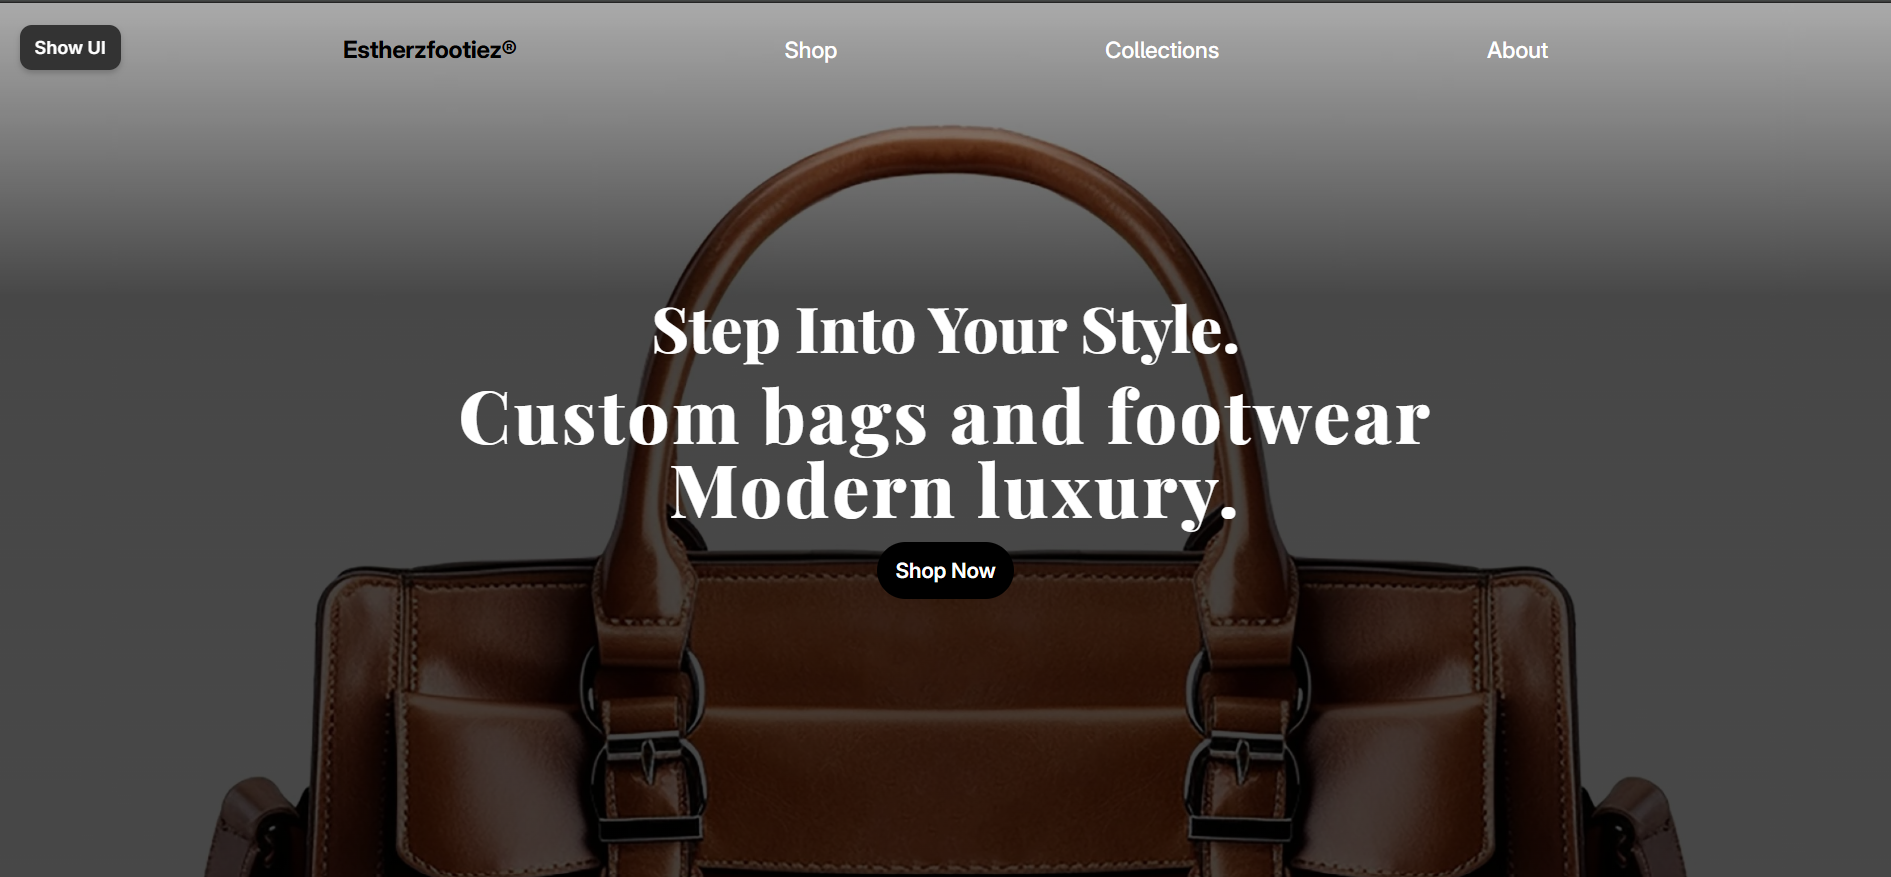 Show UI
Estherzfootiez®
Shop
Collections
About
Step Into Your Style.
Custom bags and footwear
Modern luxury.
Shop Now